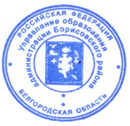 РОССИЙСКАЯ ФЕДЕРАЦИЯ
Управление образования
администрации Борисовского района
БЕЛГОРОДСКАЯ ОБЛАСТЬ